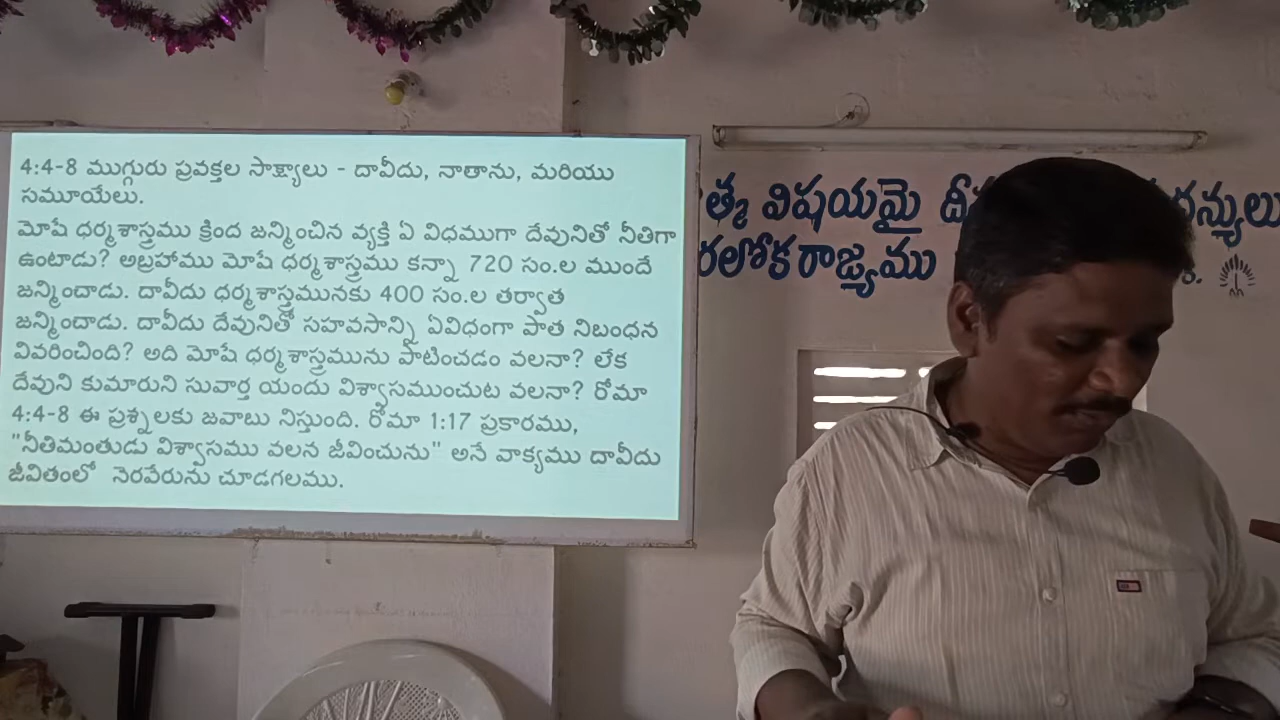 4:4-8 ముగ్గురు ప్రవక్తల సాక్ష్యాలు - దావీదు, నాతాను, మరియు
సమూయేలు.
మోషే ధర్మశాస్త్రము క్రింద జన్మించిన వ్యక్తి ఏ విధముగా దేవునితో నీతిగా
ఉంటాడు? అబ్రహాము మోషే ధర్మశాస్త్రము కన్నా 720 సం.ల ముందే
జన్మించాడు. దావీదు ధర్మశాస్త్రమునకు 400 సం.ల తర్వాత
జన్మించాడు. దావీదు దేవునితో సహవాసాన్ని ఏవిధంగా పాత నిబంధన
వివరించింది? అది మోషే ధర్మశాస్త్రమును పాటించడం వలనా? లేక
దేవుని కుమారుని సువార్త యందు విశ్వాసముంచుట వలనా? రోమా
4:4-8 ఈ ప్రశ్నలకు జవాబు నిస్తుంది. రోమా 1:17 ప్రకారము,
"నీతిమంతుడు విశ్వాసము వలన జీవించును" అనే వాక్యము దావీదు
జీవితంలో నెరవేరును చూడగలము.
విషయమై